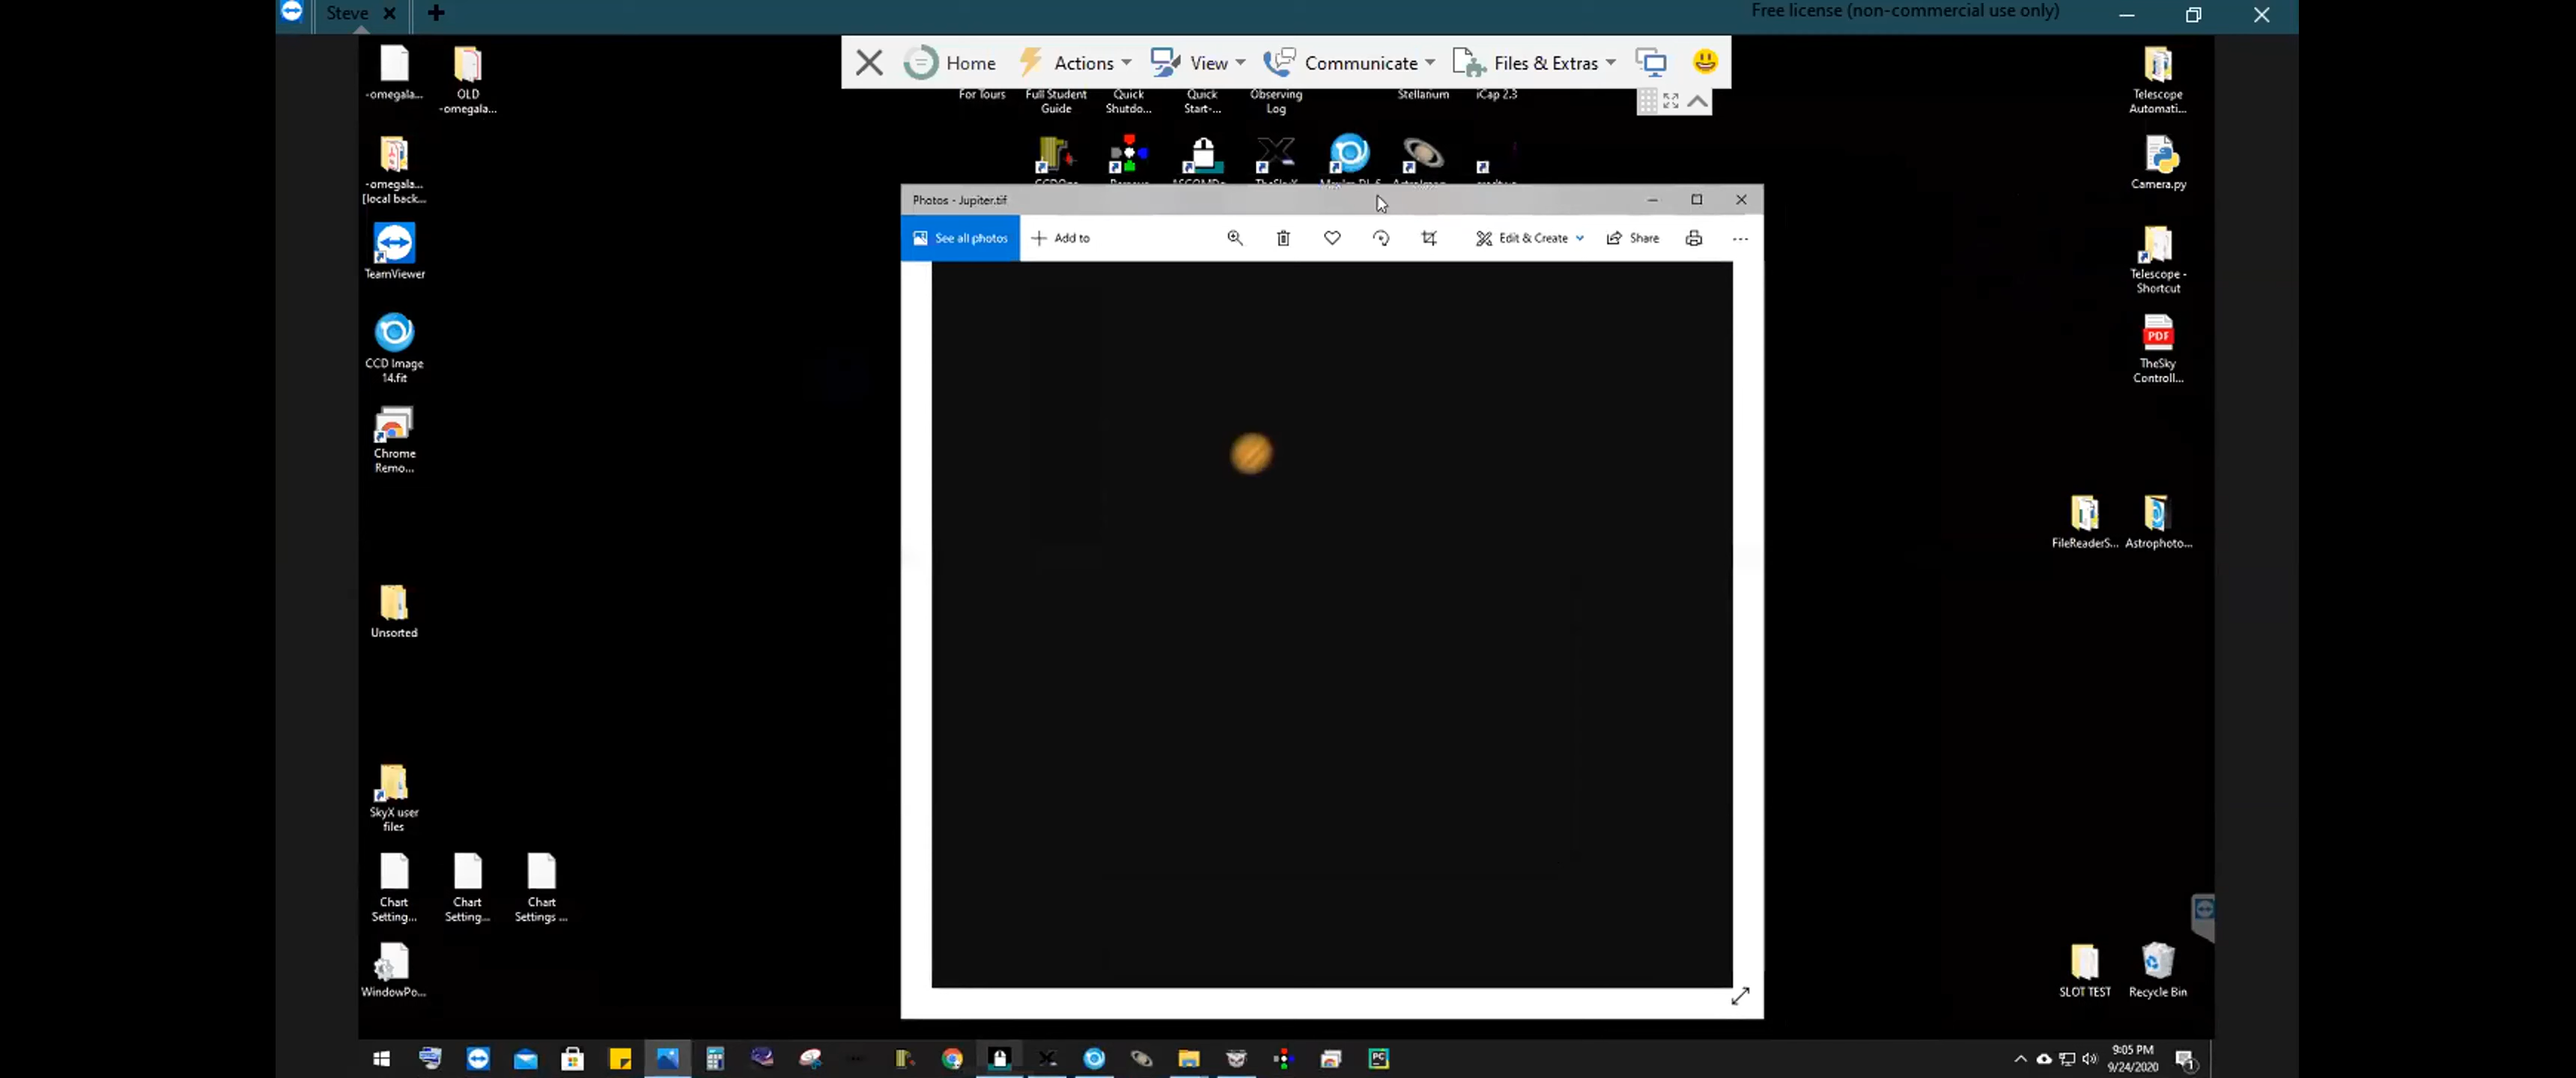 Steve
Free license (non-commercial use only)
Home
Actions
View
Communicate
Files & Extras
-omegala...
OLD
-omegala...
For Tours
Full Student
Guide
Quick
Shutdo...
Quick
Start-...
Observing
Log
Stellanum
iCap 2.3
Telescope
Automati...
-omegala...
[local back...
Camera.py
Photos - Jupiter.tif
See all photos
Add to
Edit & Create
Share
TeamViewer
Telescope -
Shortcut
CCD Image
14.fit
PDF
TheSky
Controll...
Chrome
Remo...
FileReaderS...
Astrophoto...
Unsorted
SkyX user
files
Chart
Setting...
Chart
Setting...
Chart
Settings ...
WindowPo...
SLOT TEST
Recycle Bin
PC
9:05 PM
9/24/2020
1